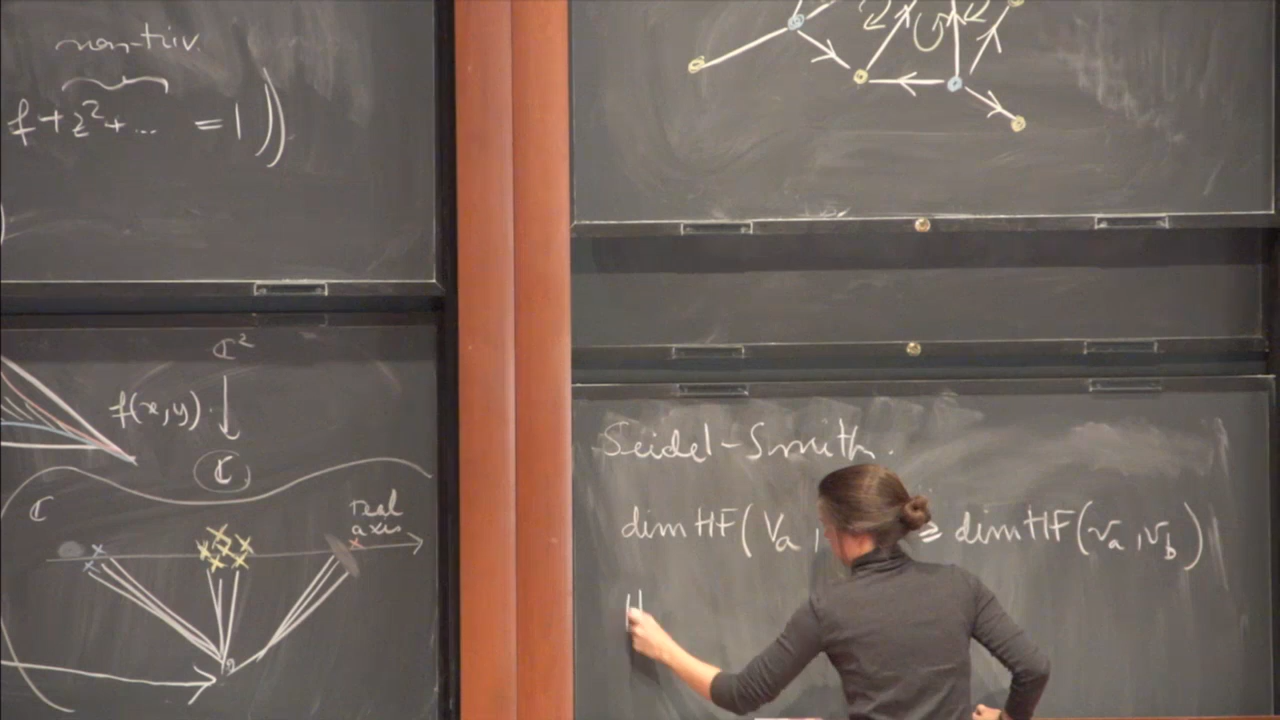 non-triv.
f + z² + ... = 1))
ℂ²
f(x,y) ↓
ℂ
ℂ
real
axis
Seidel-Smith.
dim HF(V_a, ≥ dim HF(v_a, v_b)
H